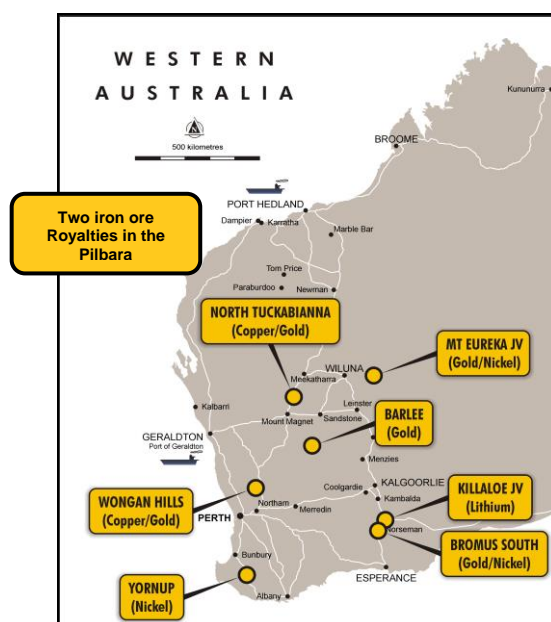 WESTERN
AUSTRALIA
N
500 kilometres
Kununurra
BROOME
Two iron ore
Royalties in the
Pilbara
PORT HEDLAND
Dampier
Karratha
Marble Bar
Tom Price
Paraburdoo
Newman
NORTH TUCKABIANNA
(Copper/Gold)
MT EUREKA JV
(Gold/Nickel)
WILUNA
Meekatharra
Kalbarri
Leinster
Mount Magnet
Sandstone
BARLEE
(Gold)
GERALDTON
Port of Geraldton
Menzies
KALGOORLIE
Coolgardie
Kambalda
KILLALOE JV
(Lithium)
WONGAN HILLS
(Copper/Gold)
Northam
Merredin
PERTH
Norseman
BROMUS SOUTH
(Gold/Nickel)
Bunbury
ESPERANCE
YORNUP
(Nickel)
Albany